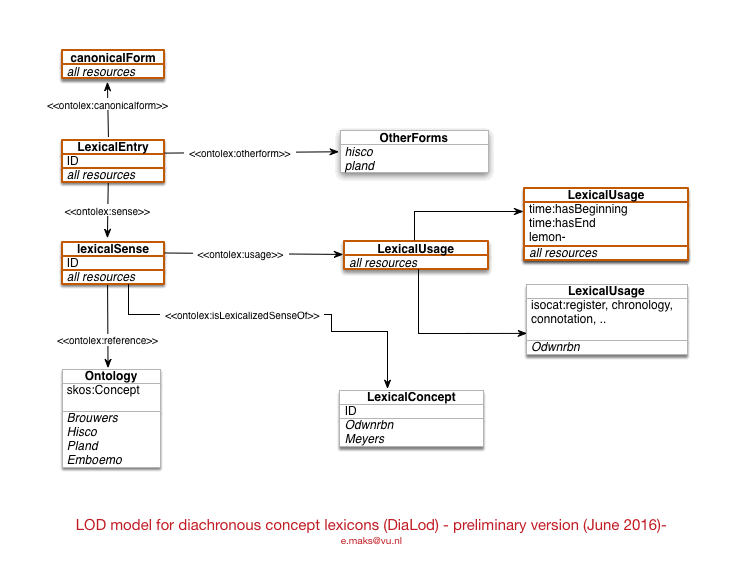 canonicalForm
all resources
<<ontolex:canonicalform>>
LexicalEntry
ID
all resources
<<ontolex:otherform>>
OtherForms
hisco
pland
<<ontolex:sense>>
lexicalSense
ID
all resources
<<ontolex:usage>>
LexicalUsage
all resources
LexicalUsage
time:hasBeginning
time:hasEnd
lemon-
all resources
LexicalUsage
isocat:register, chronology,
connotation, ..
Odwnrbn
<<ontolex:isLexicalizedSenseOf>>
<<ontolex:reference>>
Ontology
skos:Concept
Brouwers
Hisco
Pland
Emboemo
LexicalConcept
ID
Odwnrbn
Meyers
LOD model for diachronous concept lexicons (DiaLod) - preliminary version (June 2016)-
e.maks@vu.nl